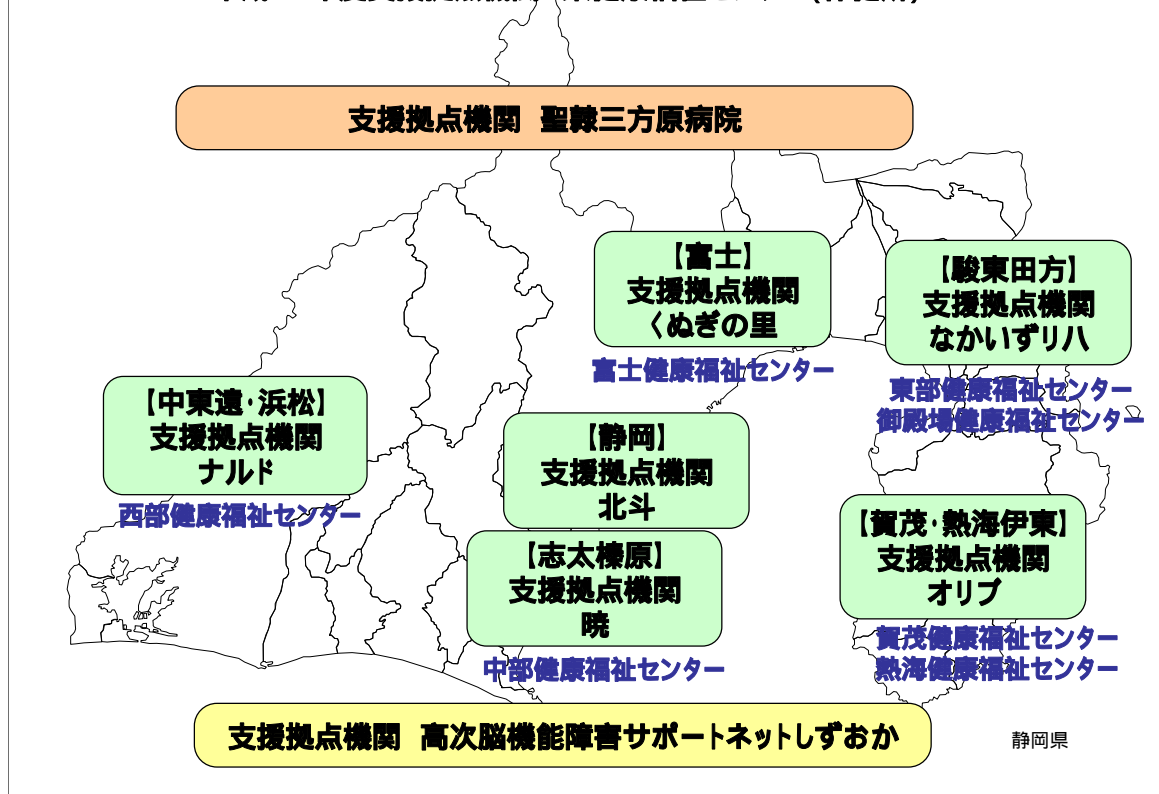 支援拠点機関 聖隷三方原病院
【富士】
支援拠点機関
くぬぎの里
富士健康福祉センター
【駿東田方】
支援拠点機関
なかいずリハ
東部健康福祉センター
御殿場健康福祉センター
【中東遠・浜松】
支援拠点機関
ナルド
西部健康福祉センター
【静岡】
支援拠点機関
北斗
【志太榛原】
支援拠点機関
暁
中部健康福祉センター
【賀茂・熱海伊東】
支援拠点機関
オリブ
賀茂健康福祉センター
熱海健康福祉センター
支援拠点機関 高次脳機能障害サポートネットしずおか
静岡県